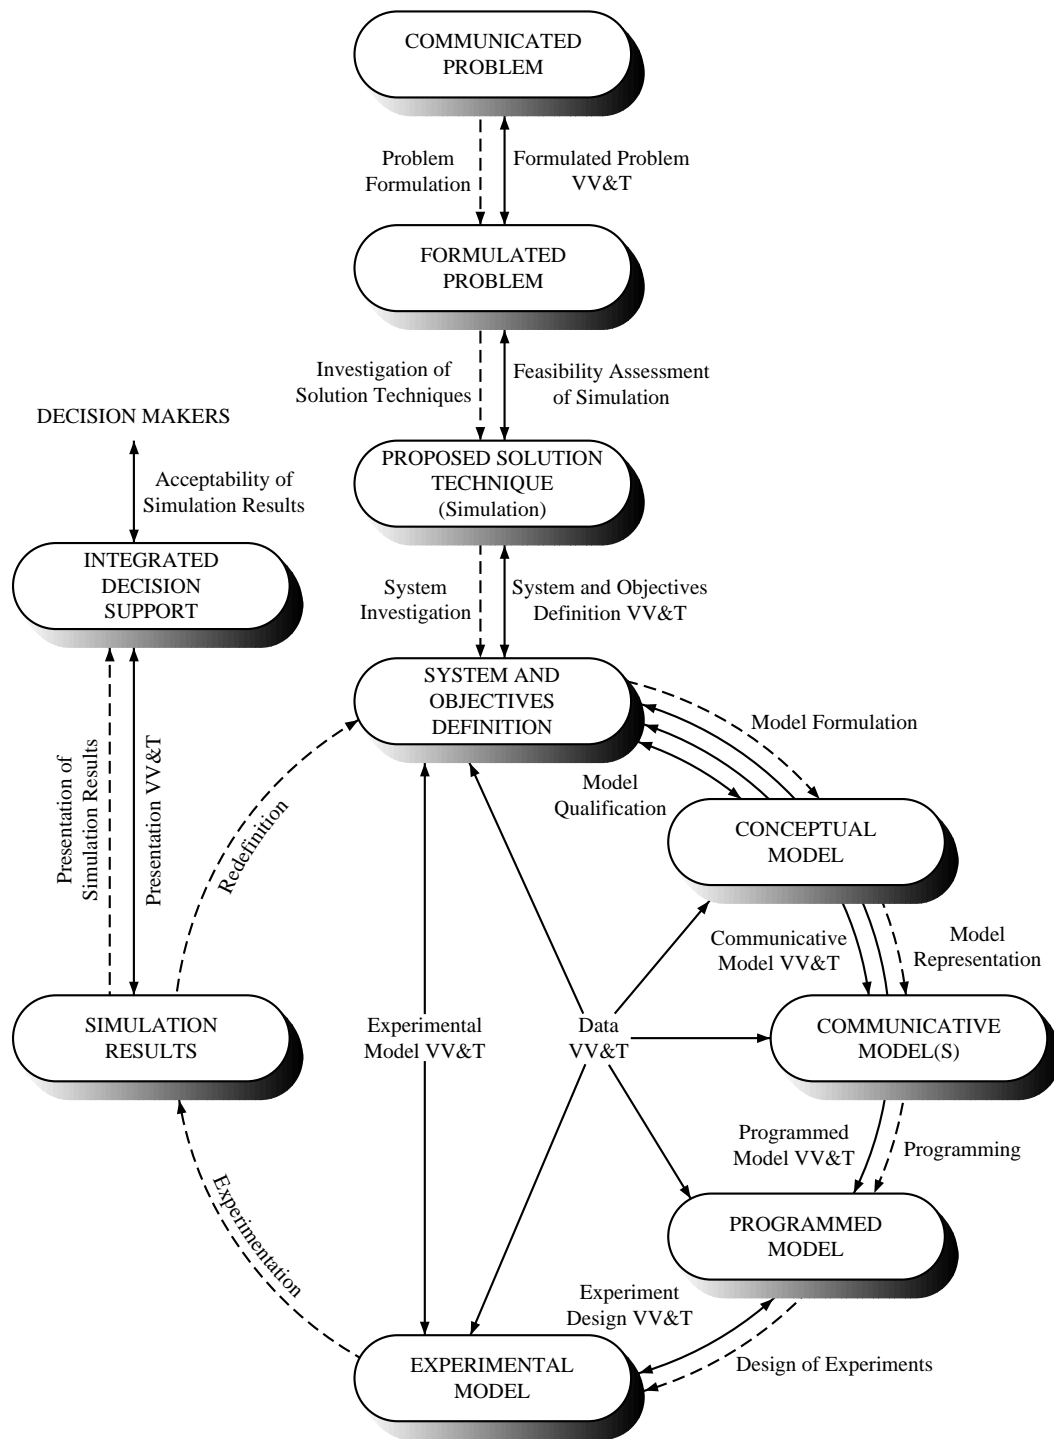 COMMUNICATED
PROBLEM
Problem
Formulation
Formulated Problem
VV&T
FORMULATED
PROBLEM
Investigation of
Solution Techniques
Feasibility Assessment
of Simulation
DECISION MAKERS
Acceptability of
Simulation Results
PROPOSED SOLUTION
TECHNIQUE
(Simulation)
INTEGRATED
DECISION
SUPPORT
System
Investigation
System and Objectives
Definition VV&T
SYSTEM AND
OBJECTIVES
DEFINITION
Model Formulation
Model
Qualification
Presentation of
Simulation Results
Presentation VV&T
Redefinition
CONCEPTUAL
MODEL
Communicative
Model VV&T
Model
Representation
SIMULATION
RESULTS
Experimental
Model VV&T
Data
VV&T
COMMUNICATIVE
MODEL(S)
Programmed
Model VV&T
Programming
Experimentation
PROGRAMMED
MODEL
Experiment
Design VV&T
Design of Experiments
EXPERIMENTAL
MODEL